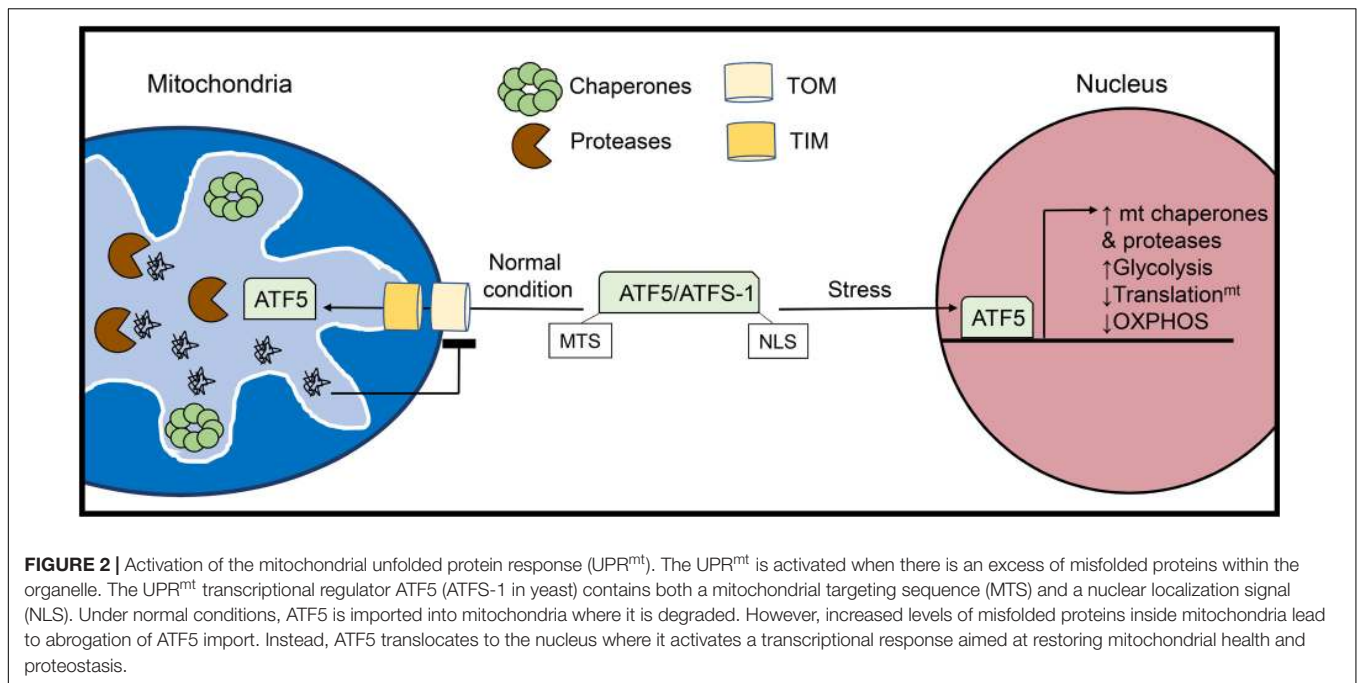 Mitochondria
Chaperones
Proteases
TOM
TIM
Nucleus
Normal
condition
ATF5/ATFS-1
MTS
NLS
Stress
ATF5
ATF5
↑ mt chaperones
& proteases
↑Glycolysis
↓Translationᵐᵗ
↓OXPHOS
FIGURE 2 | Activation of the mitochondrial unfolded protein response (UPRᵐᵗ). The UPRᵐᵗ is activated when there is an excess of misfolded proteins within the
organelle. The UPRᵐᵗ transcriptional regulator ATF5 (ATFS-1 in yeast) contains both a mitochondrial targeting sequence (MTS) and a nuclear localization signal
(NLS). Under normal conditions, ATF5 is imported into mitochondria where it is degraded. However, increased levels of misfolded proteins inside mitochondria lead
to abrogation of ATF5 import. Instead, ATF5 translocates to the nucleus where it activates a transcriptional response aimed at restoring mitochondrial health and
proteostasis.